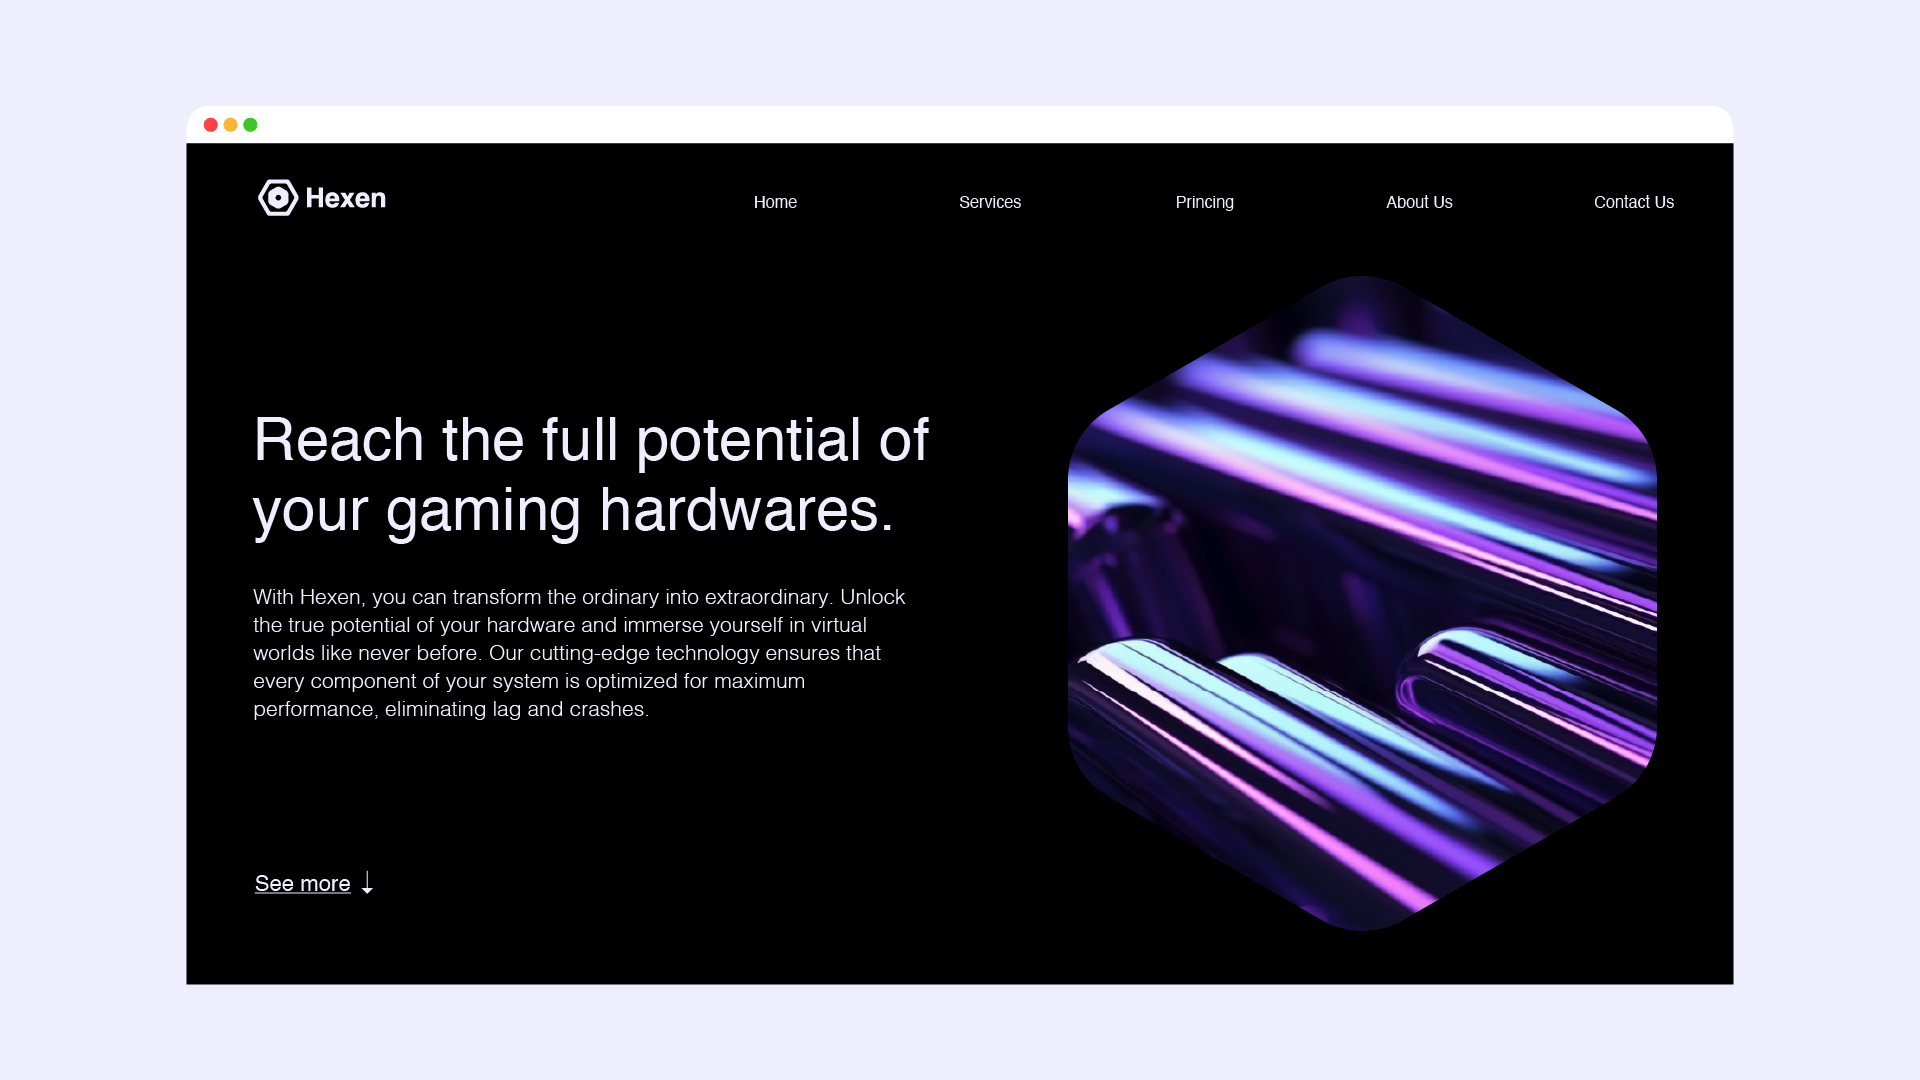 Hexen
Home
Services
Princing
About Us
Contact Us
Reach the full potential of
your gaming hardwares.
With Hexen, you can transform the ordinary into extraordinary. Unlock
the true potential of your hardware and immerse yourself in virtual
worlds like never before. Our cutting-edge technology ensures that
every component of your system is optimized for maximum
performance, eliminating lag and crashes.
See more